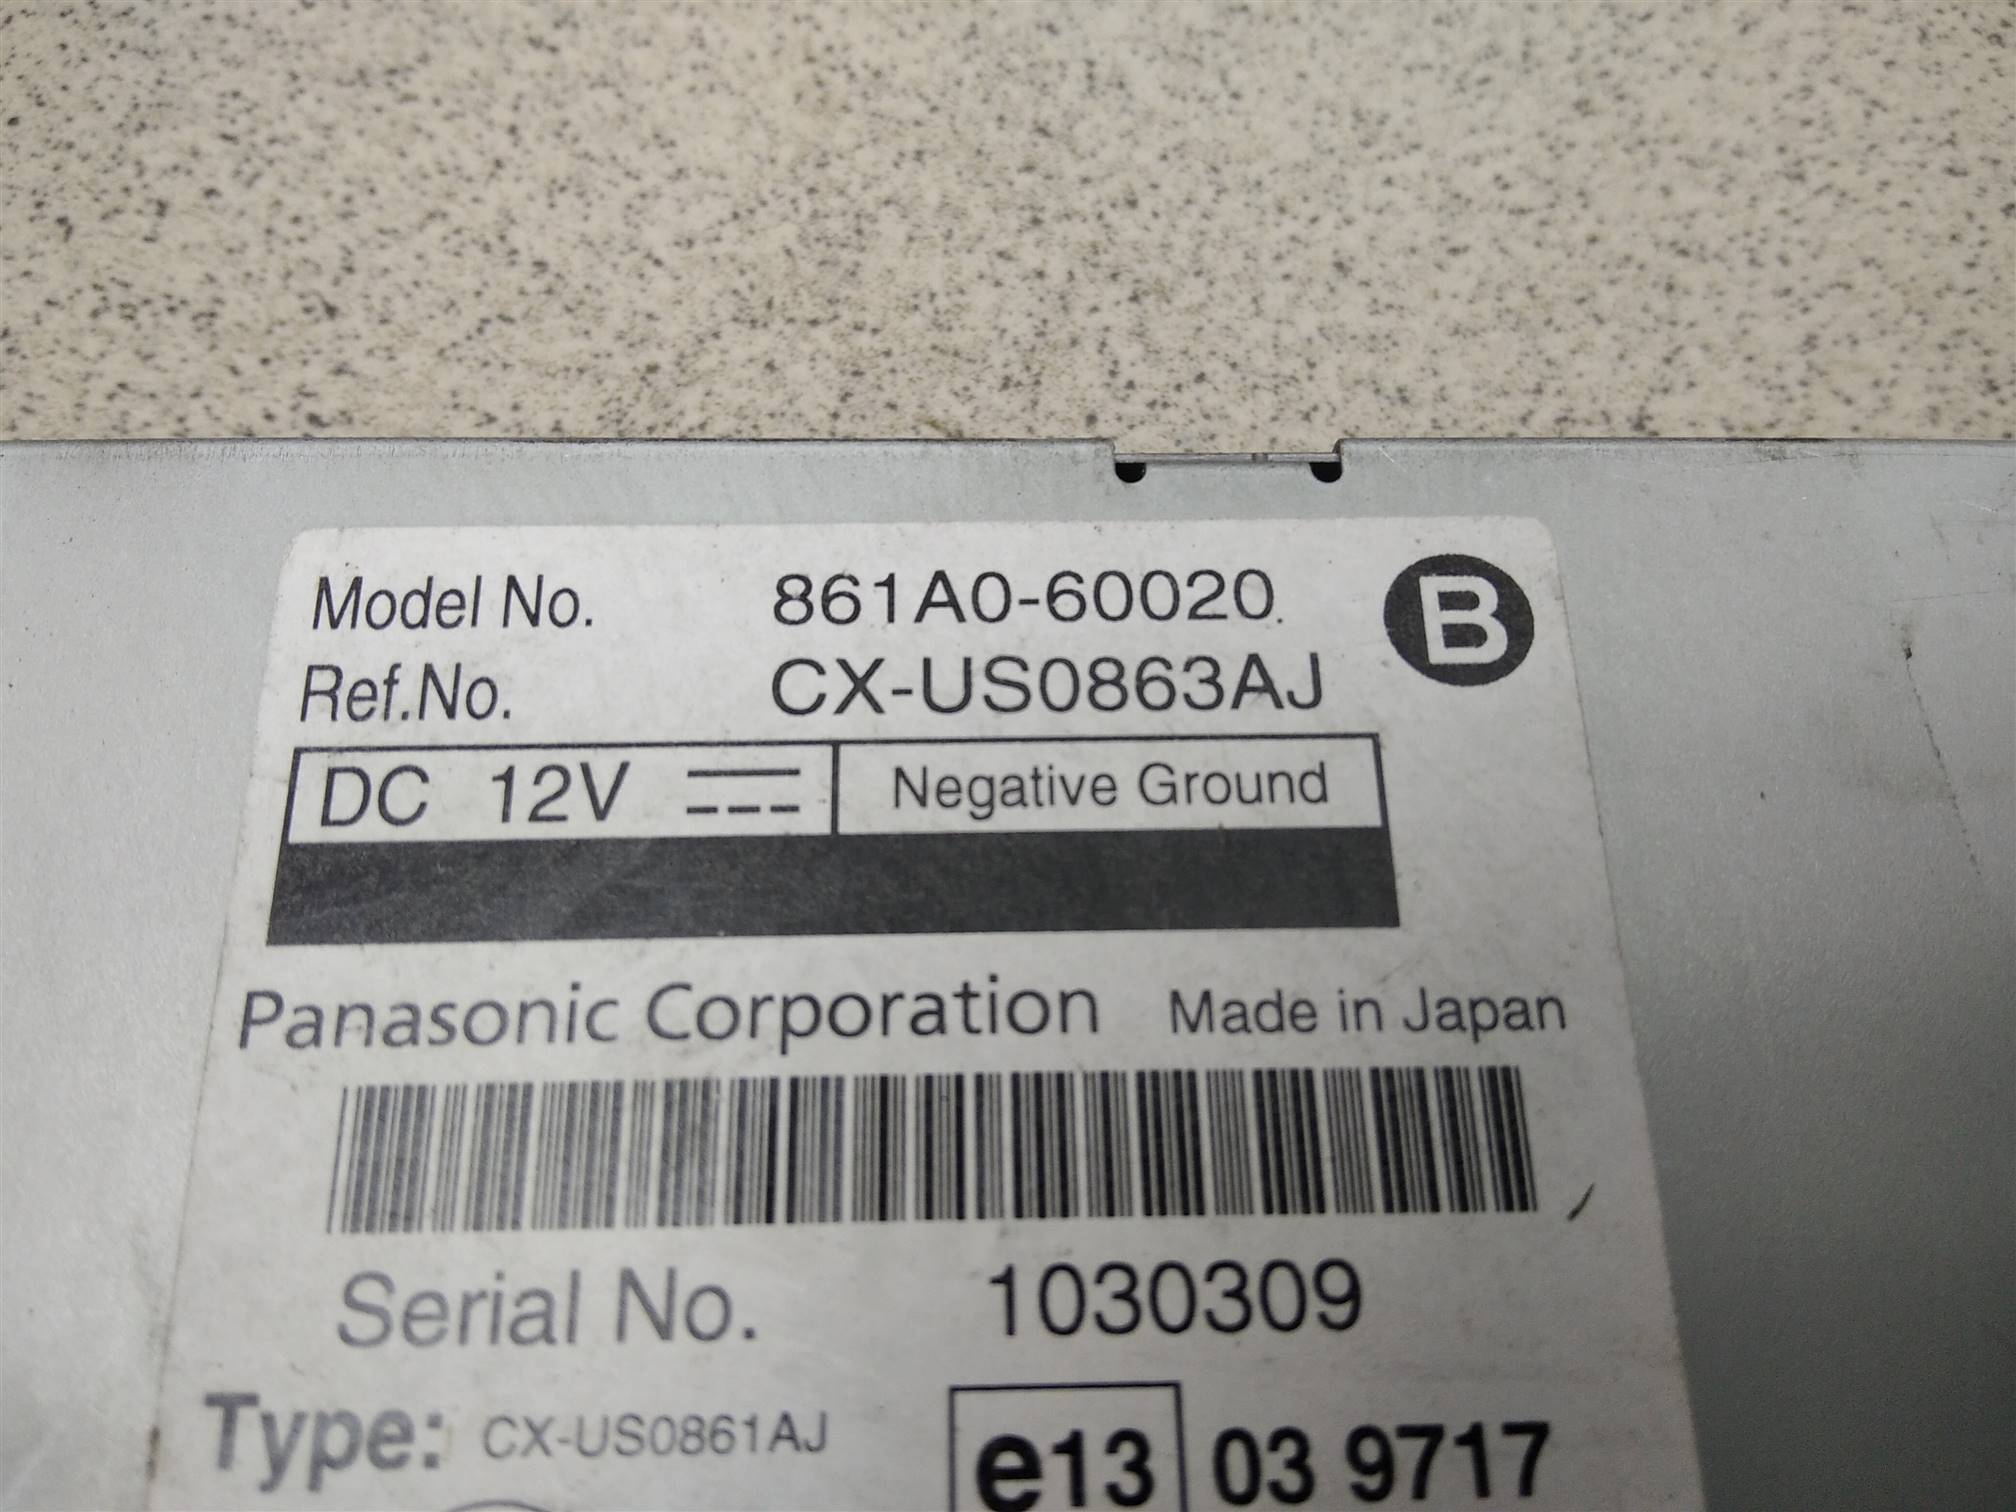 Model No. 861A0-60020. B
Ref.No. CX-US0863AJ
DC 12V Negative Ground
Panasonic Corporation Made in Japan
Serial No. 1030309
Type: CX-US0861AJ
e13 03 9717